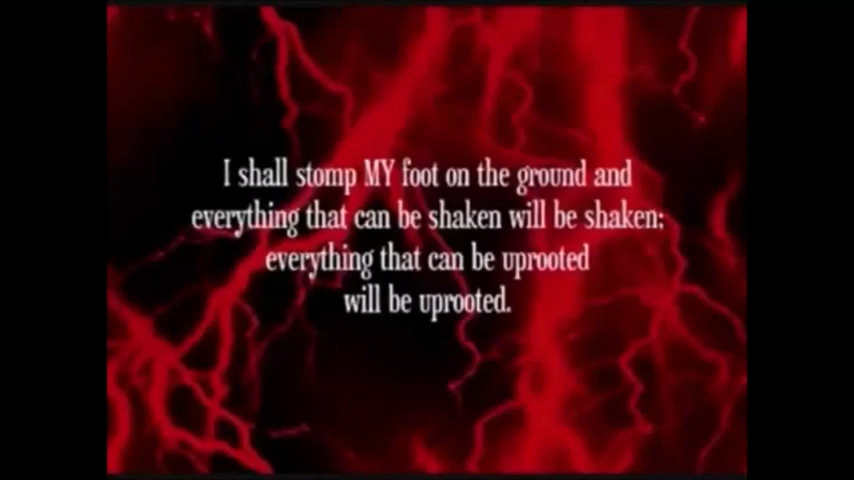 I shall stomp MY foot on the ground and
everything that can be shaken will be shaken;
everything that can be uprooted
will be uprooted.